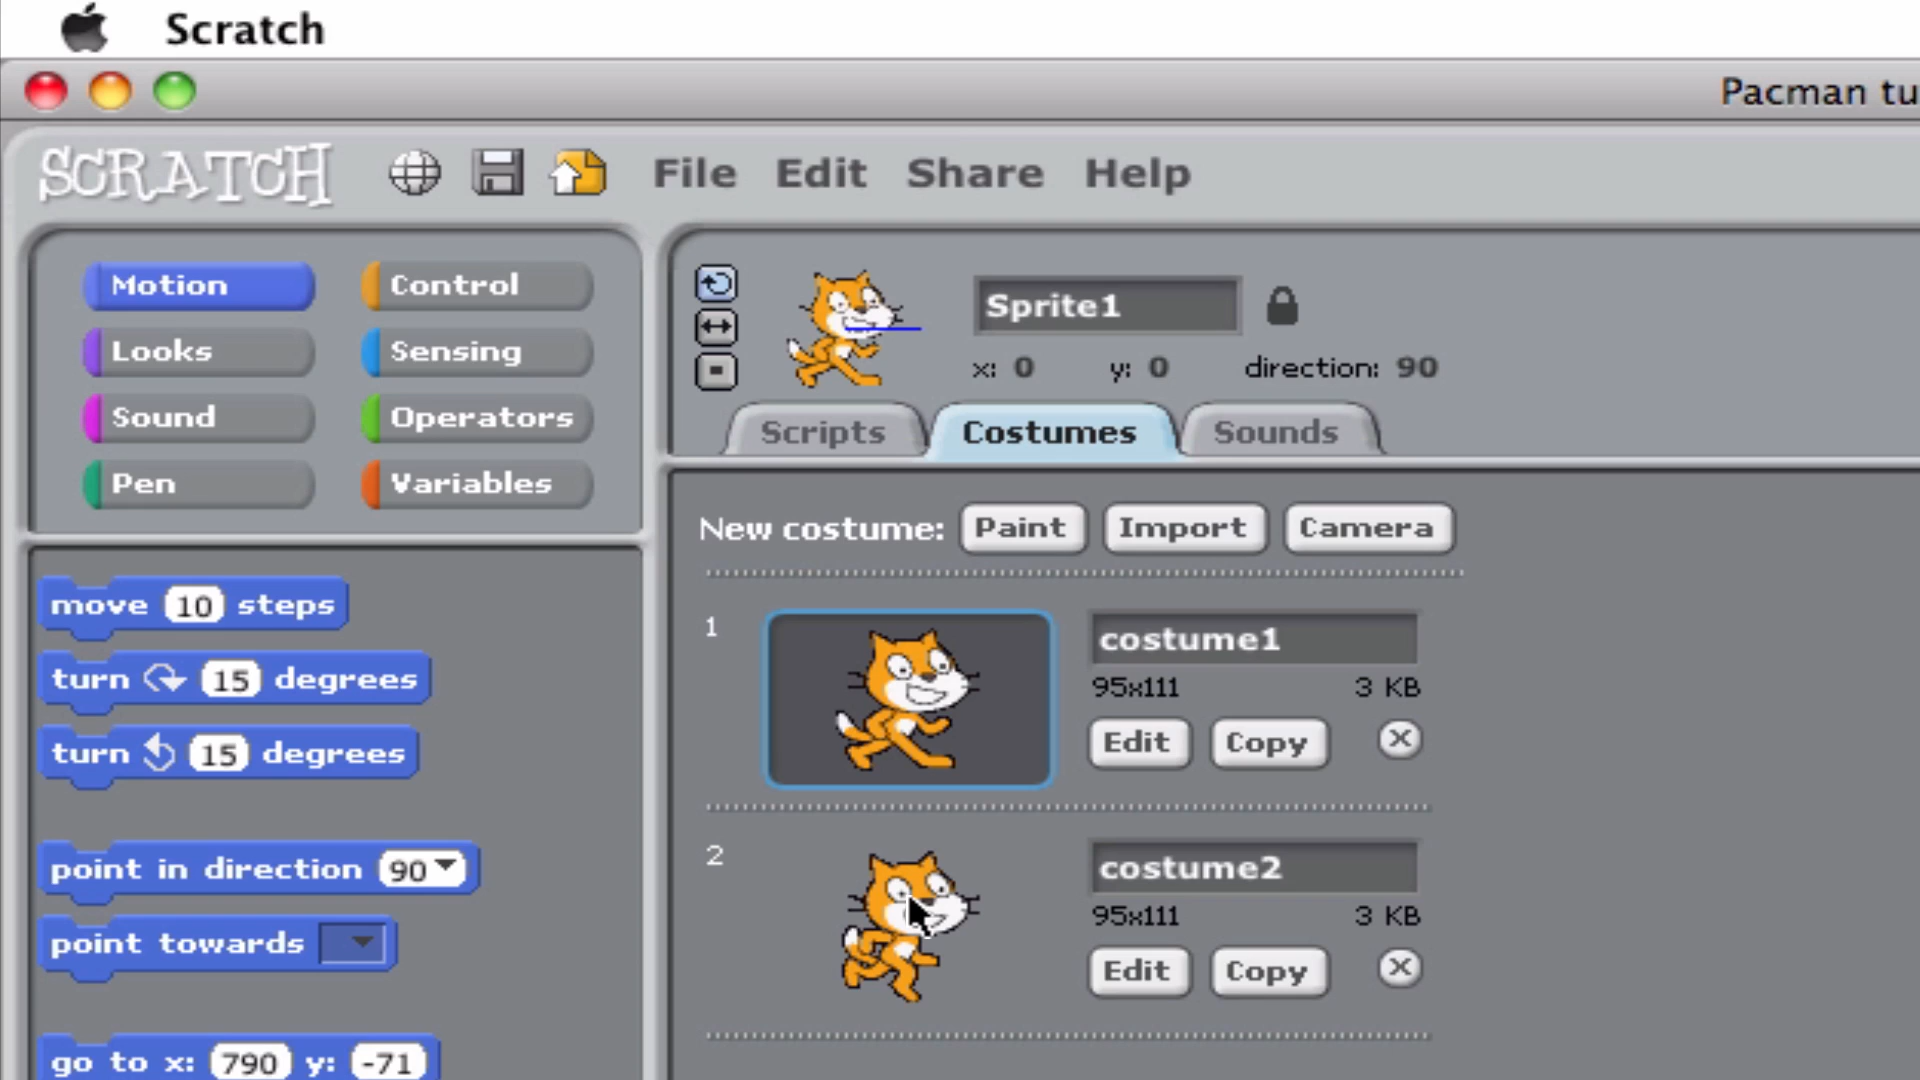 Scratch
Pacman tu
SCRATCH File Edit Share Help
Motion Control
Looks Sensing
Sound Operators
Pen Variables
Sprite1
x: 0 y: 0 direction: 90
Scripts Costumes Sounds
New costume: Paint Import Camera
move 10 steps
turn 15 degrees
turn 15 degrees
point in direction 90
point towards
go to x: 790 y: -71
1
costume1
95x111 3 KB
Edit Copy
2
costume2
95x111 3 KB
Edit Copy